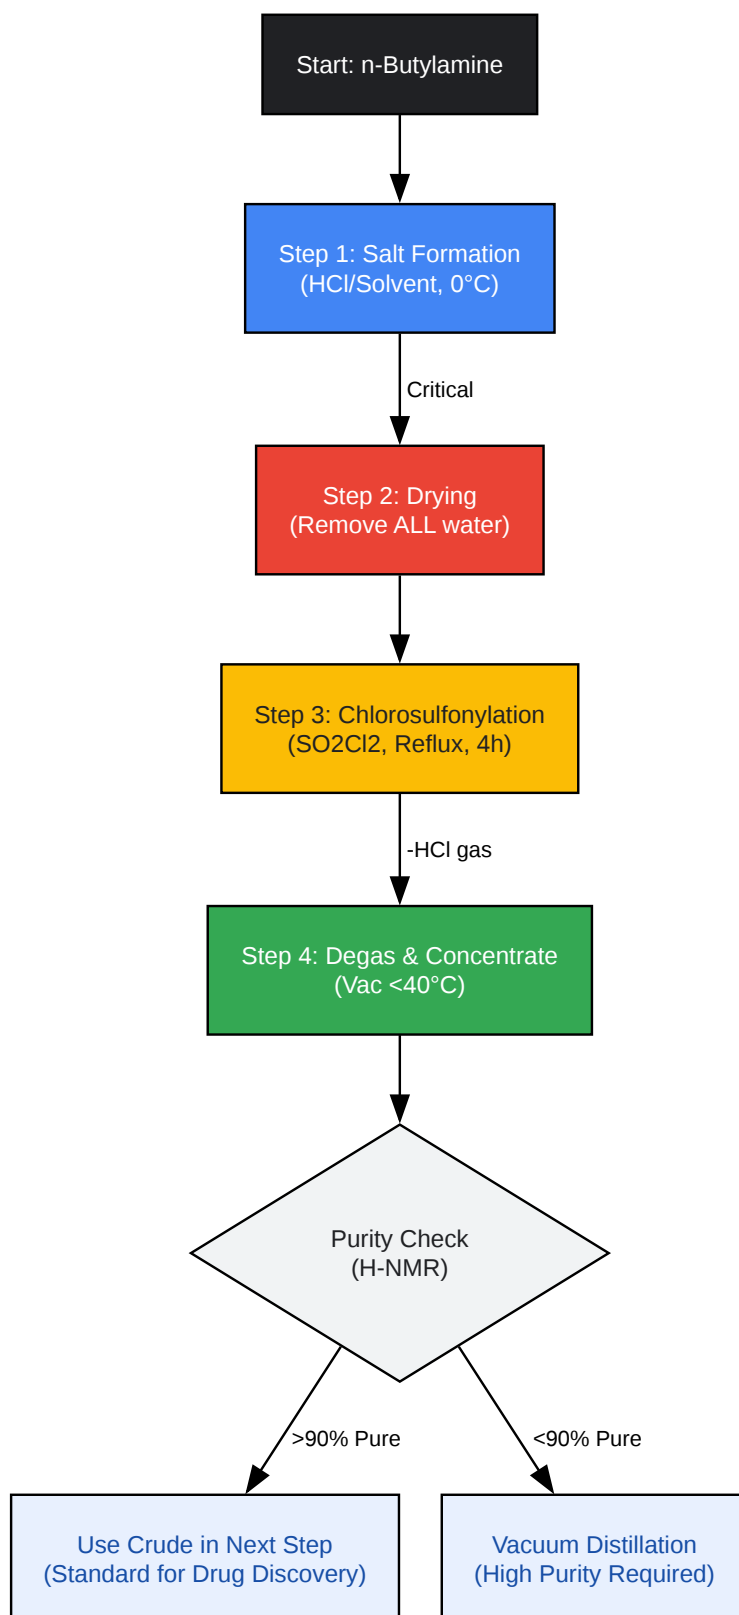 Start: n-Butylamine
Step 1: Salt Formation
(HCl/Solvent, 0°C)
Critical
Step 2: Drying
(Remove ALL water)
Step 3: Chlorosulfonylation
(SO2Cl2, Reflux, 4h)
-HCl gas
Step 4: Degas & Concentrate
(Vac <40°C)
Purity Check
(H-NMR)
>90% Pure
<90% Pure
Use Crude in Next Step
(Standard for Drug Discovery)
Vacuum Distillation
(High Purity Required)